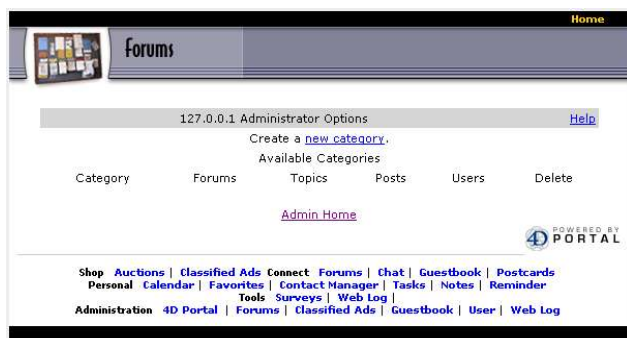 Home
Forums
127.0.0.1 Administrator Options Help
Create a new category.
Available Categories
Category Forums Topics Posts Users Delete
Admin Home
POWERED BY
4D PORTAL
Shop Auctions | Classified Ads Connect Forums | Chat | Guestbook | Postcards
Personal Calendar | Favorites | Contact Manager | Tasks | Notes | Reminder
Tools Surveys | Web Log |
Administration 4D Portal | Forums | Classified Ads | Guestbook | User | Web Log